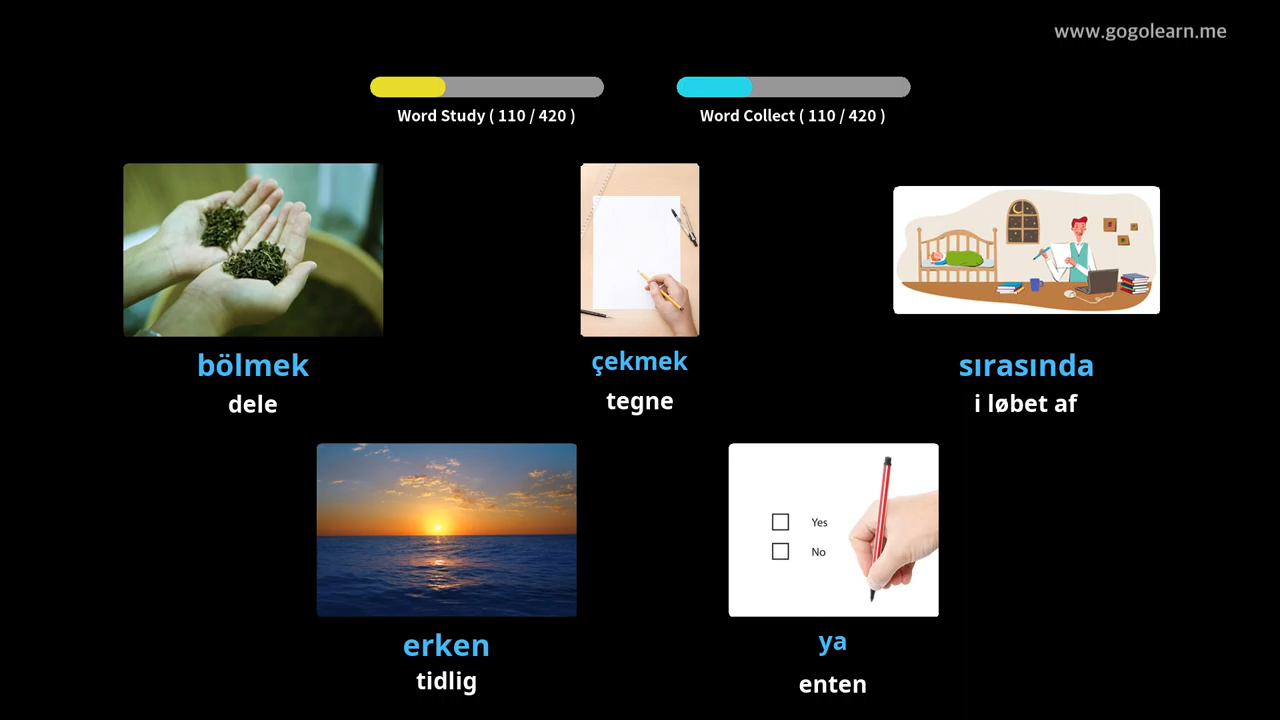 www.gogolearn.me
Word Study ( 110 / 420 )
Word Collect ( 110 / 420 )
bölmek
dele
çekmek
tegne
sırasında
i løbet af
erken
tidlig
Yes
No
ya
enten